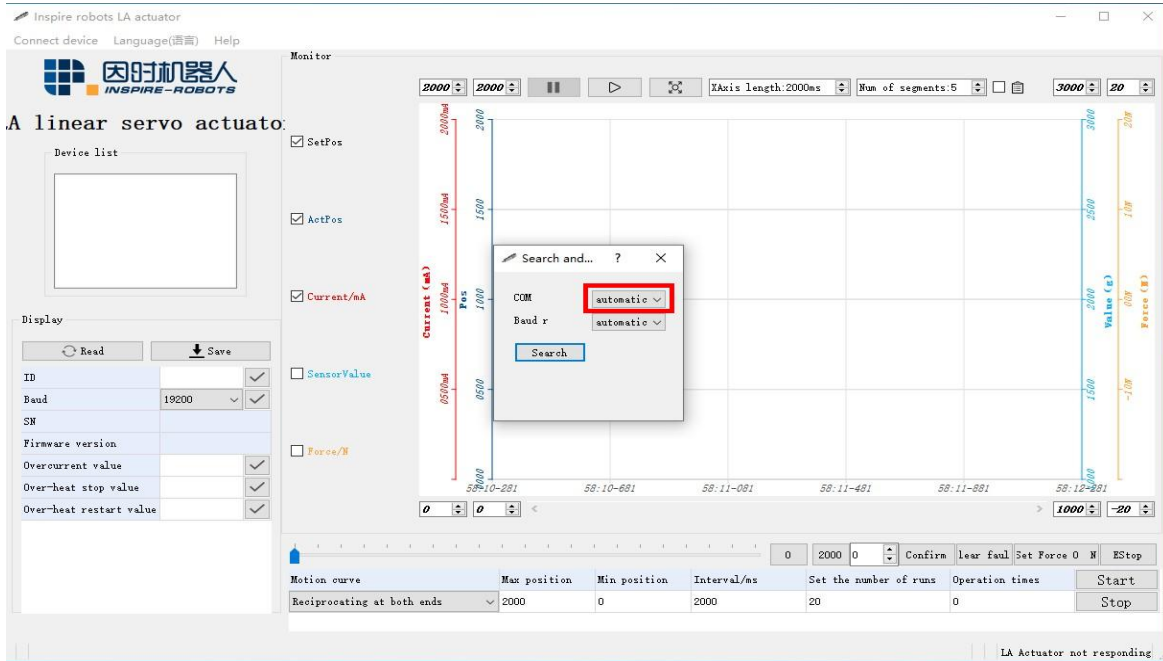 Inspire robots LA actuator
Connect device Language(语言) Help
因时机器人
INSPIRE-ROBOTS
A linear servo actuato
Device list
Display
Read Save
ID
Baud 19200
SN
Firmware version
Overcurrent value
Over-heat stop value
Over-heat restart value
Monitor
2000 2000 XAxis length:2000ms Num of segments:5 3000 20
SetPos
ActPos
Current/mA
SensorValue
Force/N
Current (mA)
2000mA
1500mA
1000mA
0500mA
Pos
2000
1500
1000
0500
000
3000
2500
2000
1500
000
Value (g)
20N
10N
00N
-10N
Force (N)
58:10-281 58:10-681 58:11-081 58:11-481 58:11-881 58:12-281
0 0 < > 1000 -20
Search and... ? ×
COM automatic
Baud r automatic
Search
0 2000 0 Confirm lear faul Set Force 0 N EStop
Motion curve Max position Min position Interval/ms Set the number of runs Operation times Start
Reciprocating at both ends 2000 0 2000 20 0 Stop
LA Actuator not responding